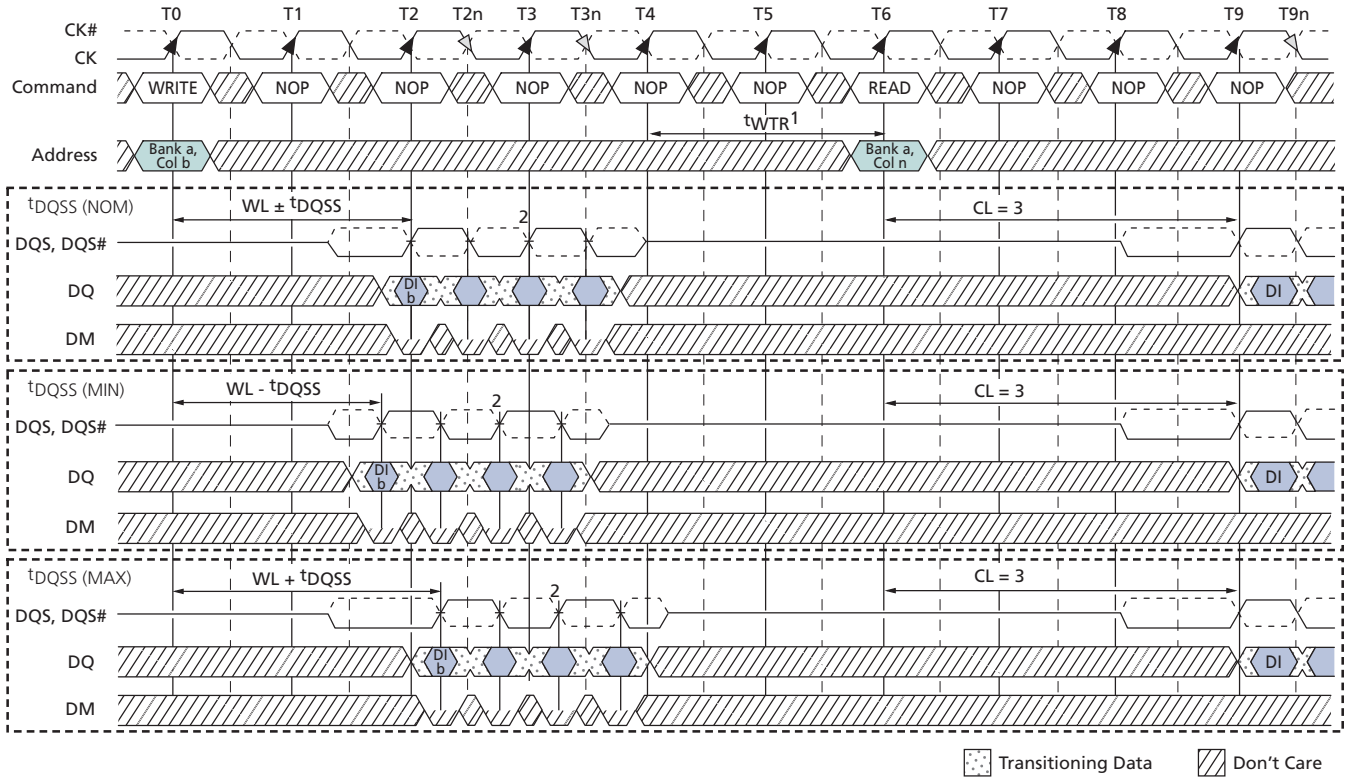 T0 T1 T2 T2n T3 T3n T4 T5 T6 T7 T8 T9 T9n
CK#
CK
Command WRITE NOP NOP NOP NOP NOP READ NOP NOP NOP
tWTR1
Address Bank a, Col b Bank a, Col n
tDQSS (NOM) WL ± tDQSS 2 CL = 3
DQS, DQS#
DQ DI b DI
DM
tDQSS (MIN) WL - tDQSS 2 CL = 3
DQS, DQS#
DQ DI b DI
DM
tDQSS (MAX) WL + tDQSS 2 CL = 3
DQS, DQS#
DQ DI b DI
DM
Transitioning Data Don't Care